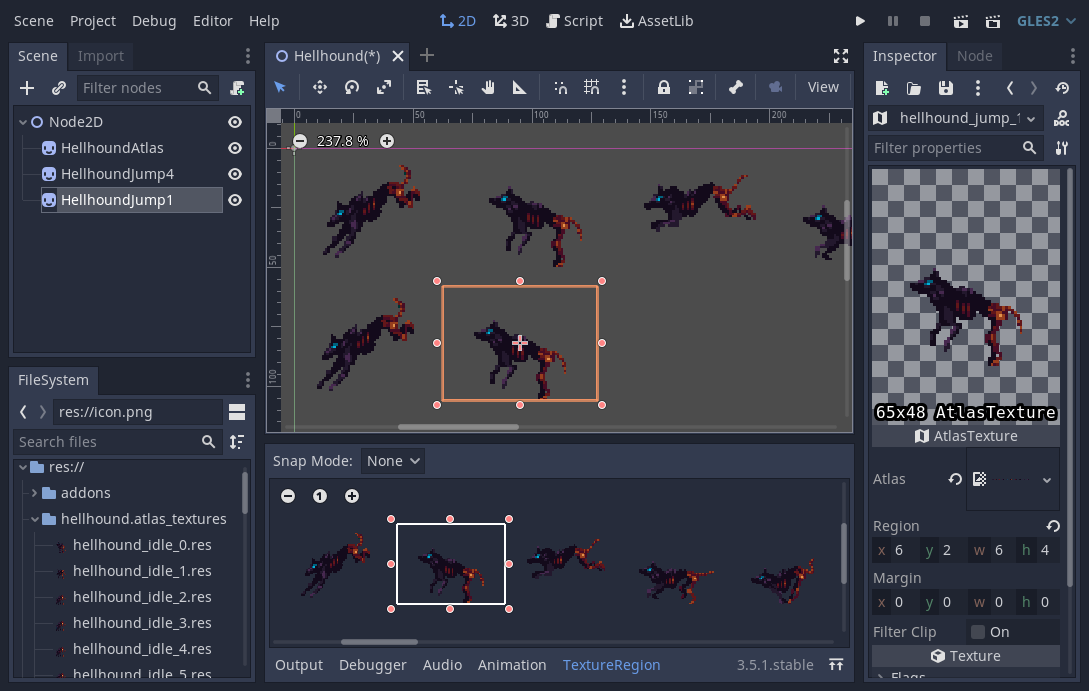 Scene Project Debug Editor Help 2D 3D Script AssetLib GLES2
Scene Import
Filter nodes
Node2D
HellhoundAtlas
HellhoundJump4
HellhoundJump1
FileSystem
res://icon.png
Search files
res://
addons
hellhound.atlas_textures
hellhound_idle_0.res
hellhound_idle_1.res
hellhound_idle_2.res
hellhound_idle_3.res
hellhound_idle_4.res
hellhound_idle_5.res
Hellhound(*)
View
0 50 100 150 200
0
50
100
237.8 %
Snap Mode: None
1
Output Debugger Audio Animation TextureRegion 3.5.1.stable
Inspector Node
hellhound_jump_1
Filter properties
65x48 AtlasTexture
AtlasTexture
Atlas
Region
x 6 y 2 w 6 h 4
Margin
x 0 y 0 w 0 h 0
Filter Clip On
Texture
Flags